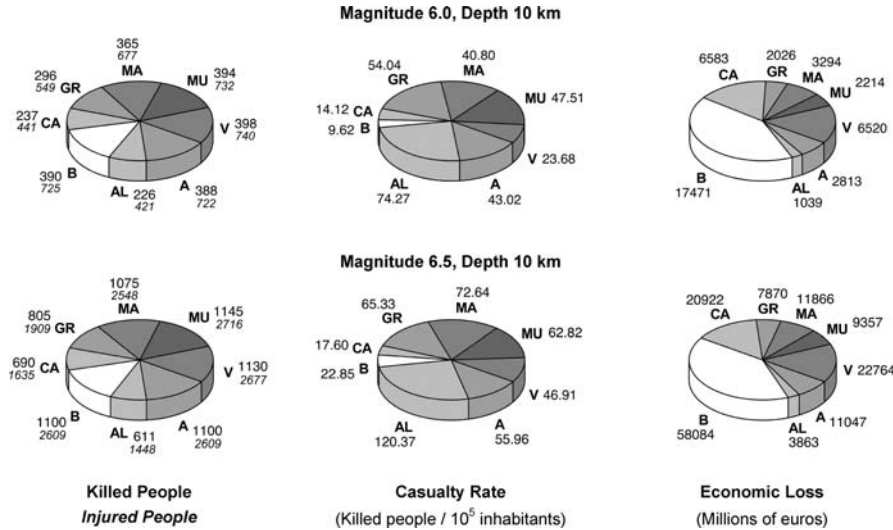 Magnitude 6.0, Depth 10 km
365
677
MA
394
732
MU
398
740
V
388
722
A
226
421
AL
390
725
B
237
441
CA
296
549
GR
40.80
MA
MU 47.51
V 23.68
A
43.02
AL
74.27
B
9.62
CA
14.12
GR
54.04
2026
GR
3294
MA
2214
MU
V 6520
A
2813
AL
1039
B
17471
6583
CA
Magnitude 6.5, Depth 10 km
1075
2548
MA
1145
2716
MU
1130
2677
V
1100
2609
A
611
1448
AL
1100
2609
B
690
1635
CA
805
1909
GR
72.64
MA
MU 62.82
V 46.91
A
55.96
AL
120.37
B
22.85
CA
17.60
GR
65.33
7870
GR
11866
MA
9357
MU
V 22764
A 11047
AL
3863
B
58084
20922
CA
Killed People
Injured People
Casualty Rate
(Killed people / 10⁵ inhabitants)
Economic Loss
(Millions of euros)